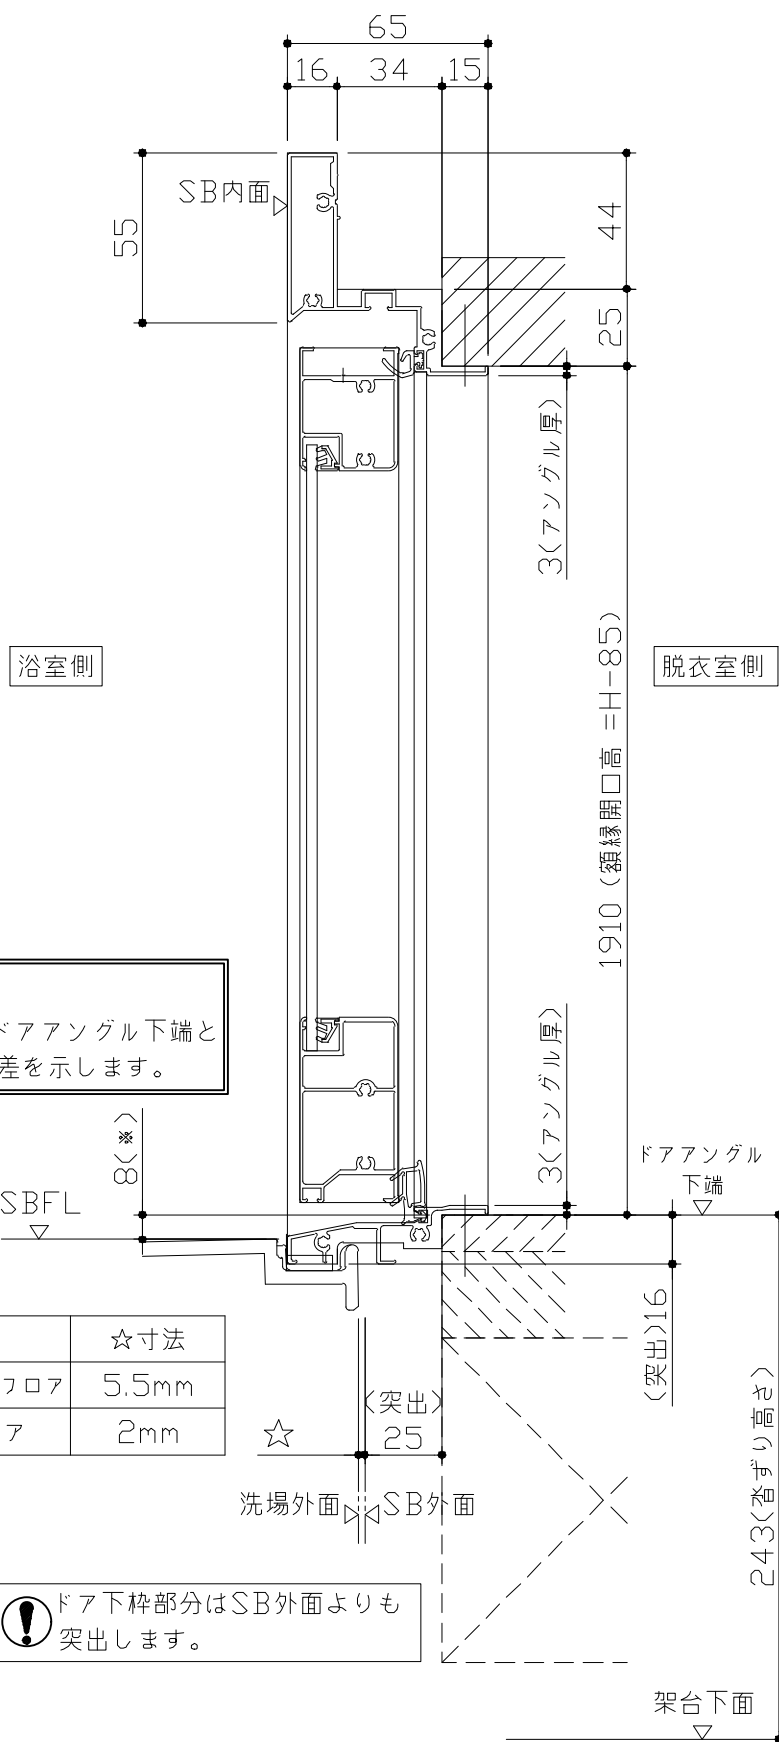 65
16
34
15
SB内面
55
44
25
3(アングル厚)
浴室側
脱衣室側
1910 (額縁開口高 =H-85)
ドアアングル下端と
差を示します。
8(※)
3(アングル厚)
ドアアングル
下端
SBFL
☆寸法
フロア
5.5mm
ア
2mm
(突出)16
(突出)
25
☆
洗場外面
SB外面
243(沓ずり高さ)
ドア下枠部分はSB外面よりも
突出します。
架台下面